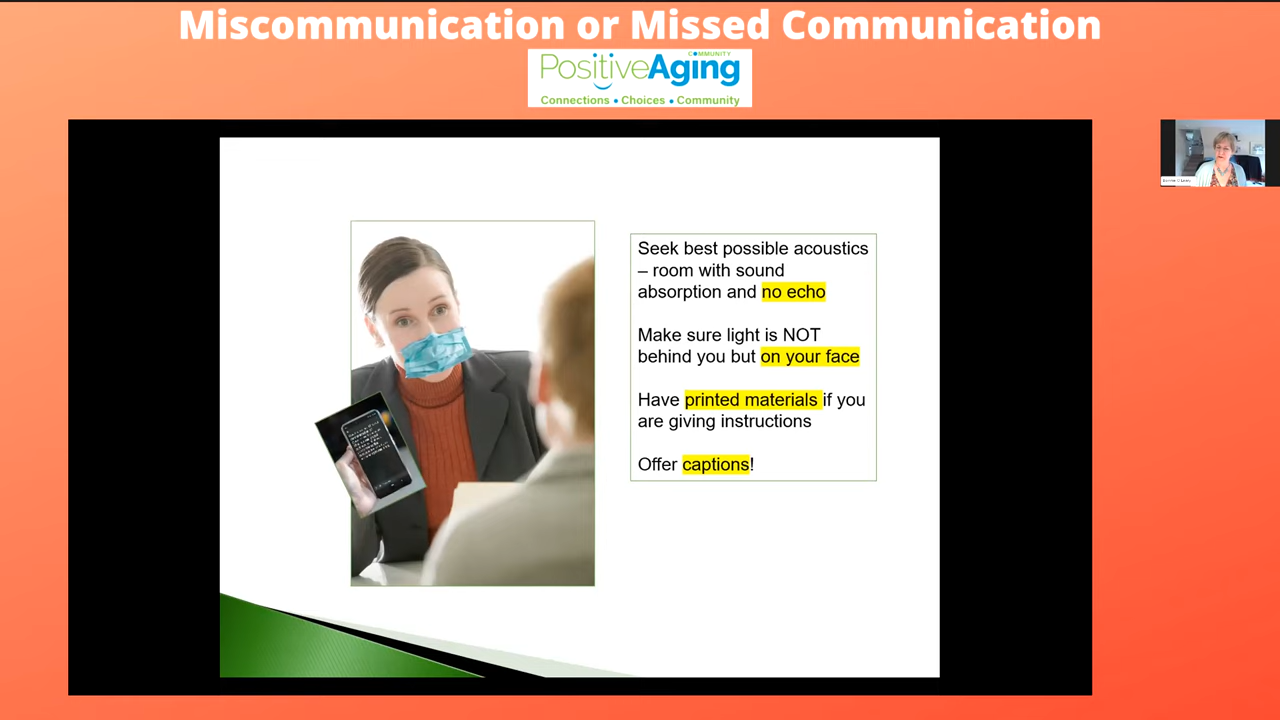 Miscommunication or Missed Communication
COMMUNITY
PositiveAging
Connections • Choices • Community
Seek best possible acoustics
– room with sound
absorption and no echo
Make sure light is NOT
behind you but on your face
Have printed materials if you
are giving instructions
Offer captions!